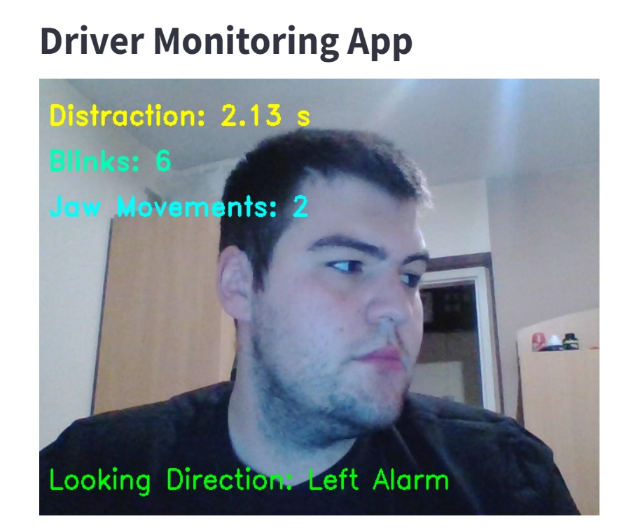 Driver Monitoring App
Distraction: 2.13 s
Blinks: 6
Jaw Movements: 2
Looking Direction: Left Alarm